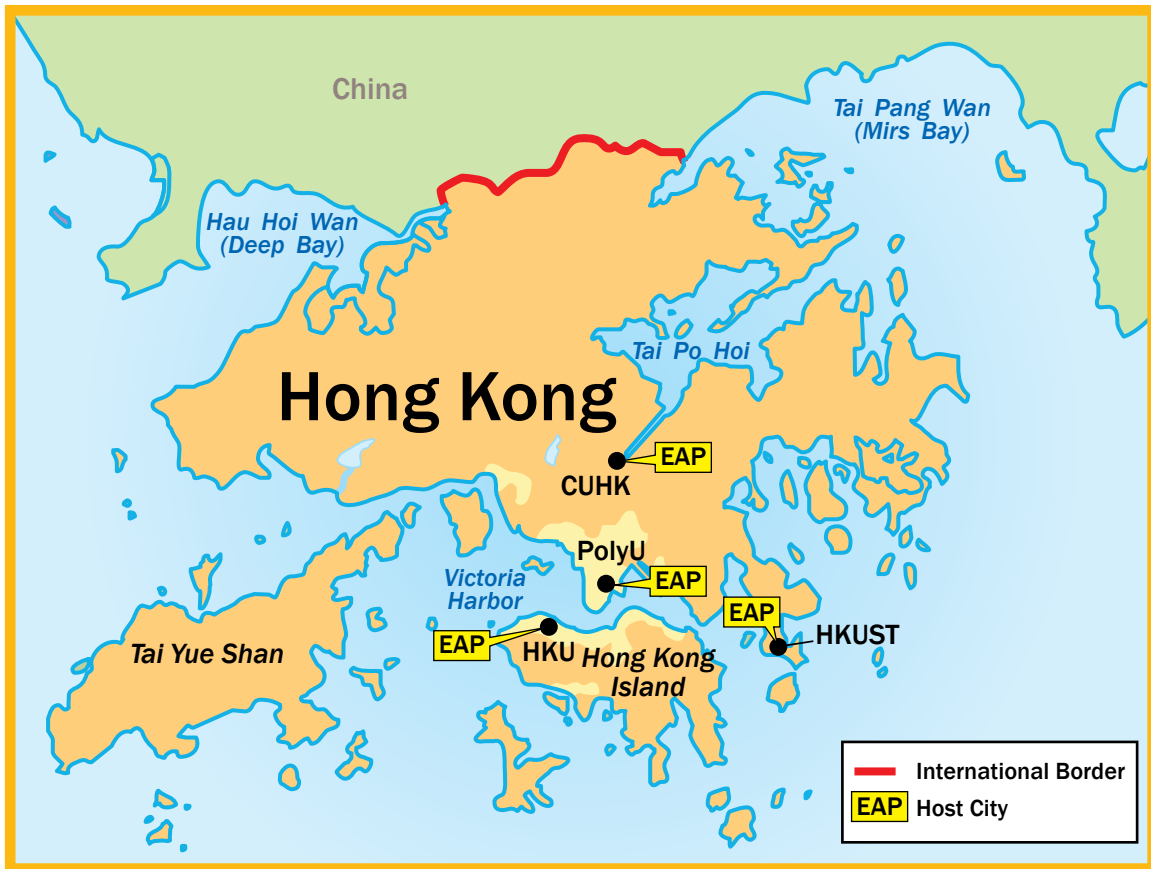 China
Tai Pang Wan
(Mirs Bay)
Hau Hoi Wan
(Deep Bay)
Tai Po Hoi
Hong Kong
EAP
CUHK
PolyU
EAP
Victoria
Harbor
EAP
HKUST
EAP
HKU
Hong Kong
Island
Tai Yue Shan
International Border
EAP Host City